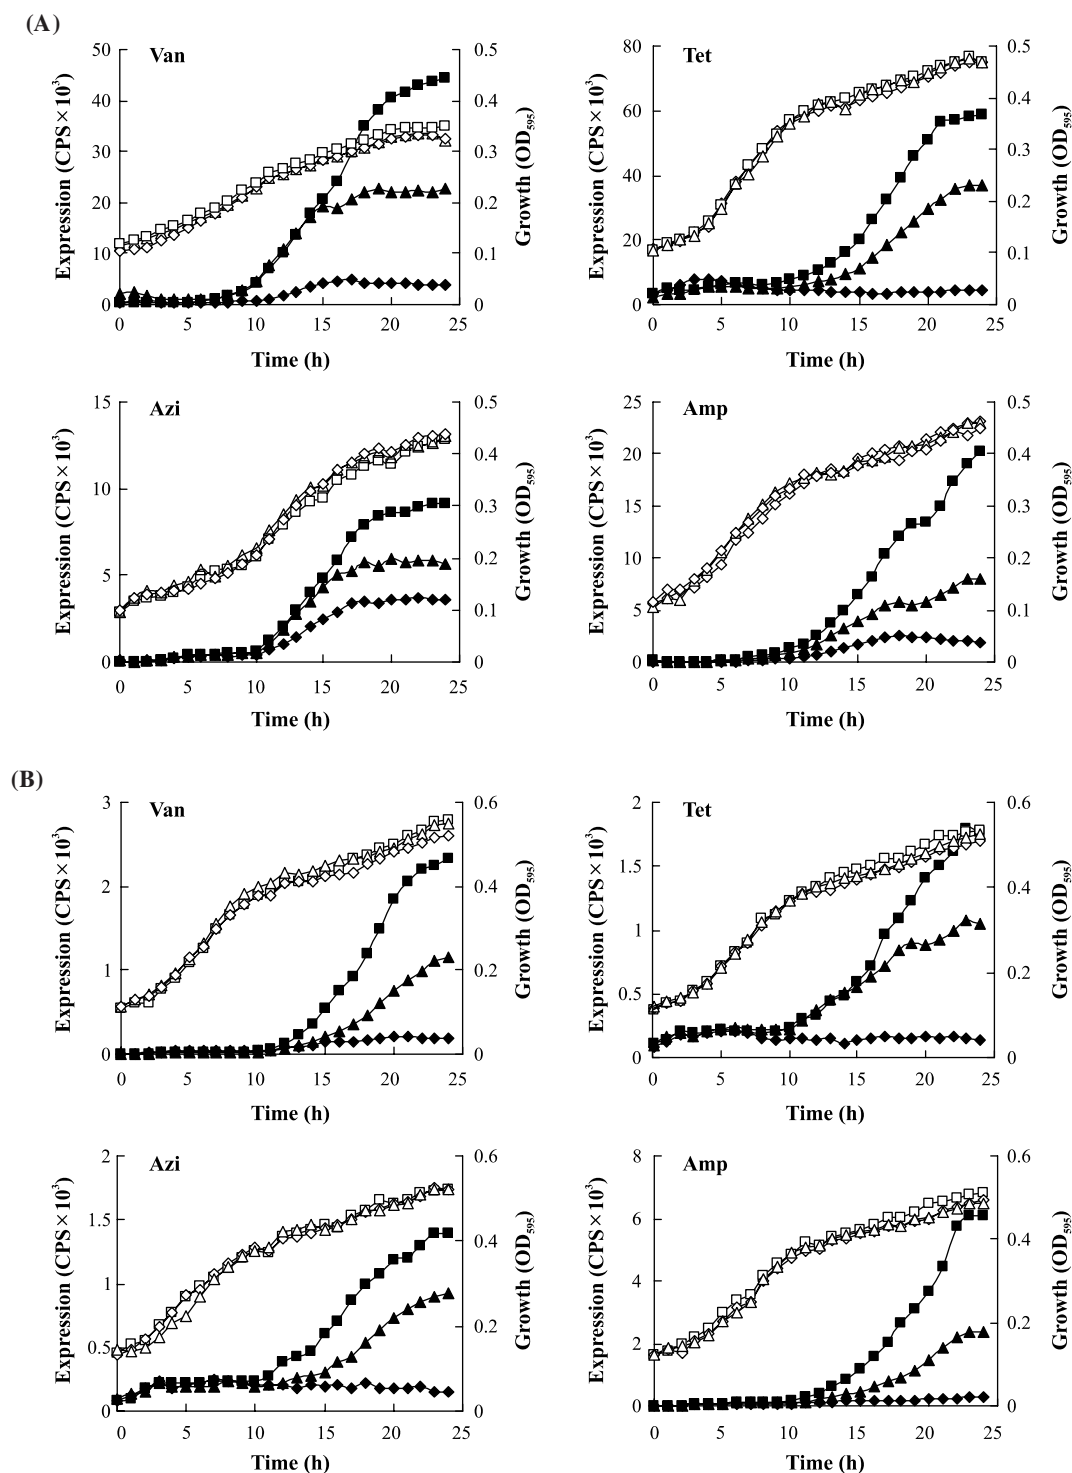 (A)
Van
Expression (CPS × 10³)
50
40
30
20
10
0
0.5
0.4
0.3
0.2
0.1
0
Growth (OD₅₉₅)
0 5 10 15 20 25
Time (h)
Tet
Expression (CPS × 10³)
80
60
40
20
0
0.5
0.4
0.3
0.2
0.1
0
Growth (OD₅₉₅)
0 5 10 15 20 25
Time (h)
Azi
Expression (CPS × 10³)
15
10
5
0
0.5
0.4
0.3
0.2
0.1
0
Growth (OD₅₉₅)
0 5 10 15 20 25
Time (h)
Amp
Expression (CPS × 10³)
25
20
15
10
5
0
0.5
0.4
0.3
0.2
0.1
0
Growth (OD₅₉₅)
0 5 10 15 20 25
Time (h)
(B)
Van
Expression (CPS × 10³)
3
2
1
0
0.6
0.4
0.2
0
Growth (OD₅₉₅)
0 5 10 15 20 25
Time (h)
Tet
Expression (CPS × 10³)
2
1.5
1
0.5
0
0.6
0.4
0.2
0
Growth (OD₅₉₅)
0 5 10 15 20 25
Time (h)
Azi
Expression (CPS × 10³)
2
1.5
1
0.5
0
0.6
0.4
0.2
0
Growth (OD₅₉₅)
0 5 10 15 20 25
Time (h)
Amp
Expression (CPS × 10³)
8
6
4
2
0
0.6
0.4
0.2
0
Growth (OD₅₉₅)
0 5 10 15 20 25
Time (h)